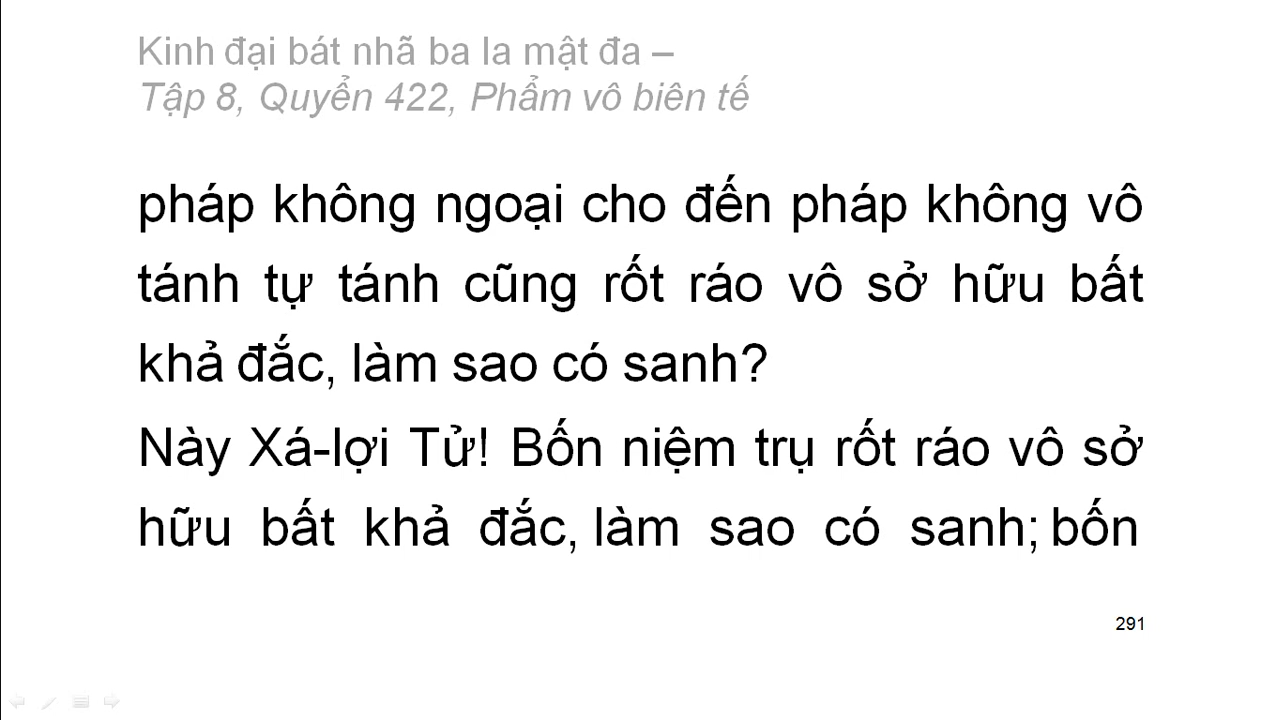 Kinh đại bát nhã ba la mật đa –
Tập 8, Quyển 422, Phẩm vô biên tế
pháp không ngoại cho đến pháp không vô
tánh tự tánh cũng rốt ráo vô sở hữu bất
khả đắc, làm sao có sanh?
Này Xá-lợi Tử! Bốn niệm trụ rốt ráo vô sở
hữu bất khả đắc, làm sao có sanh; bốn
291